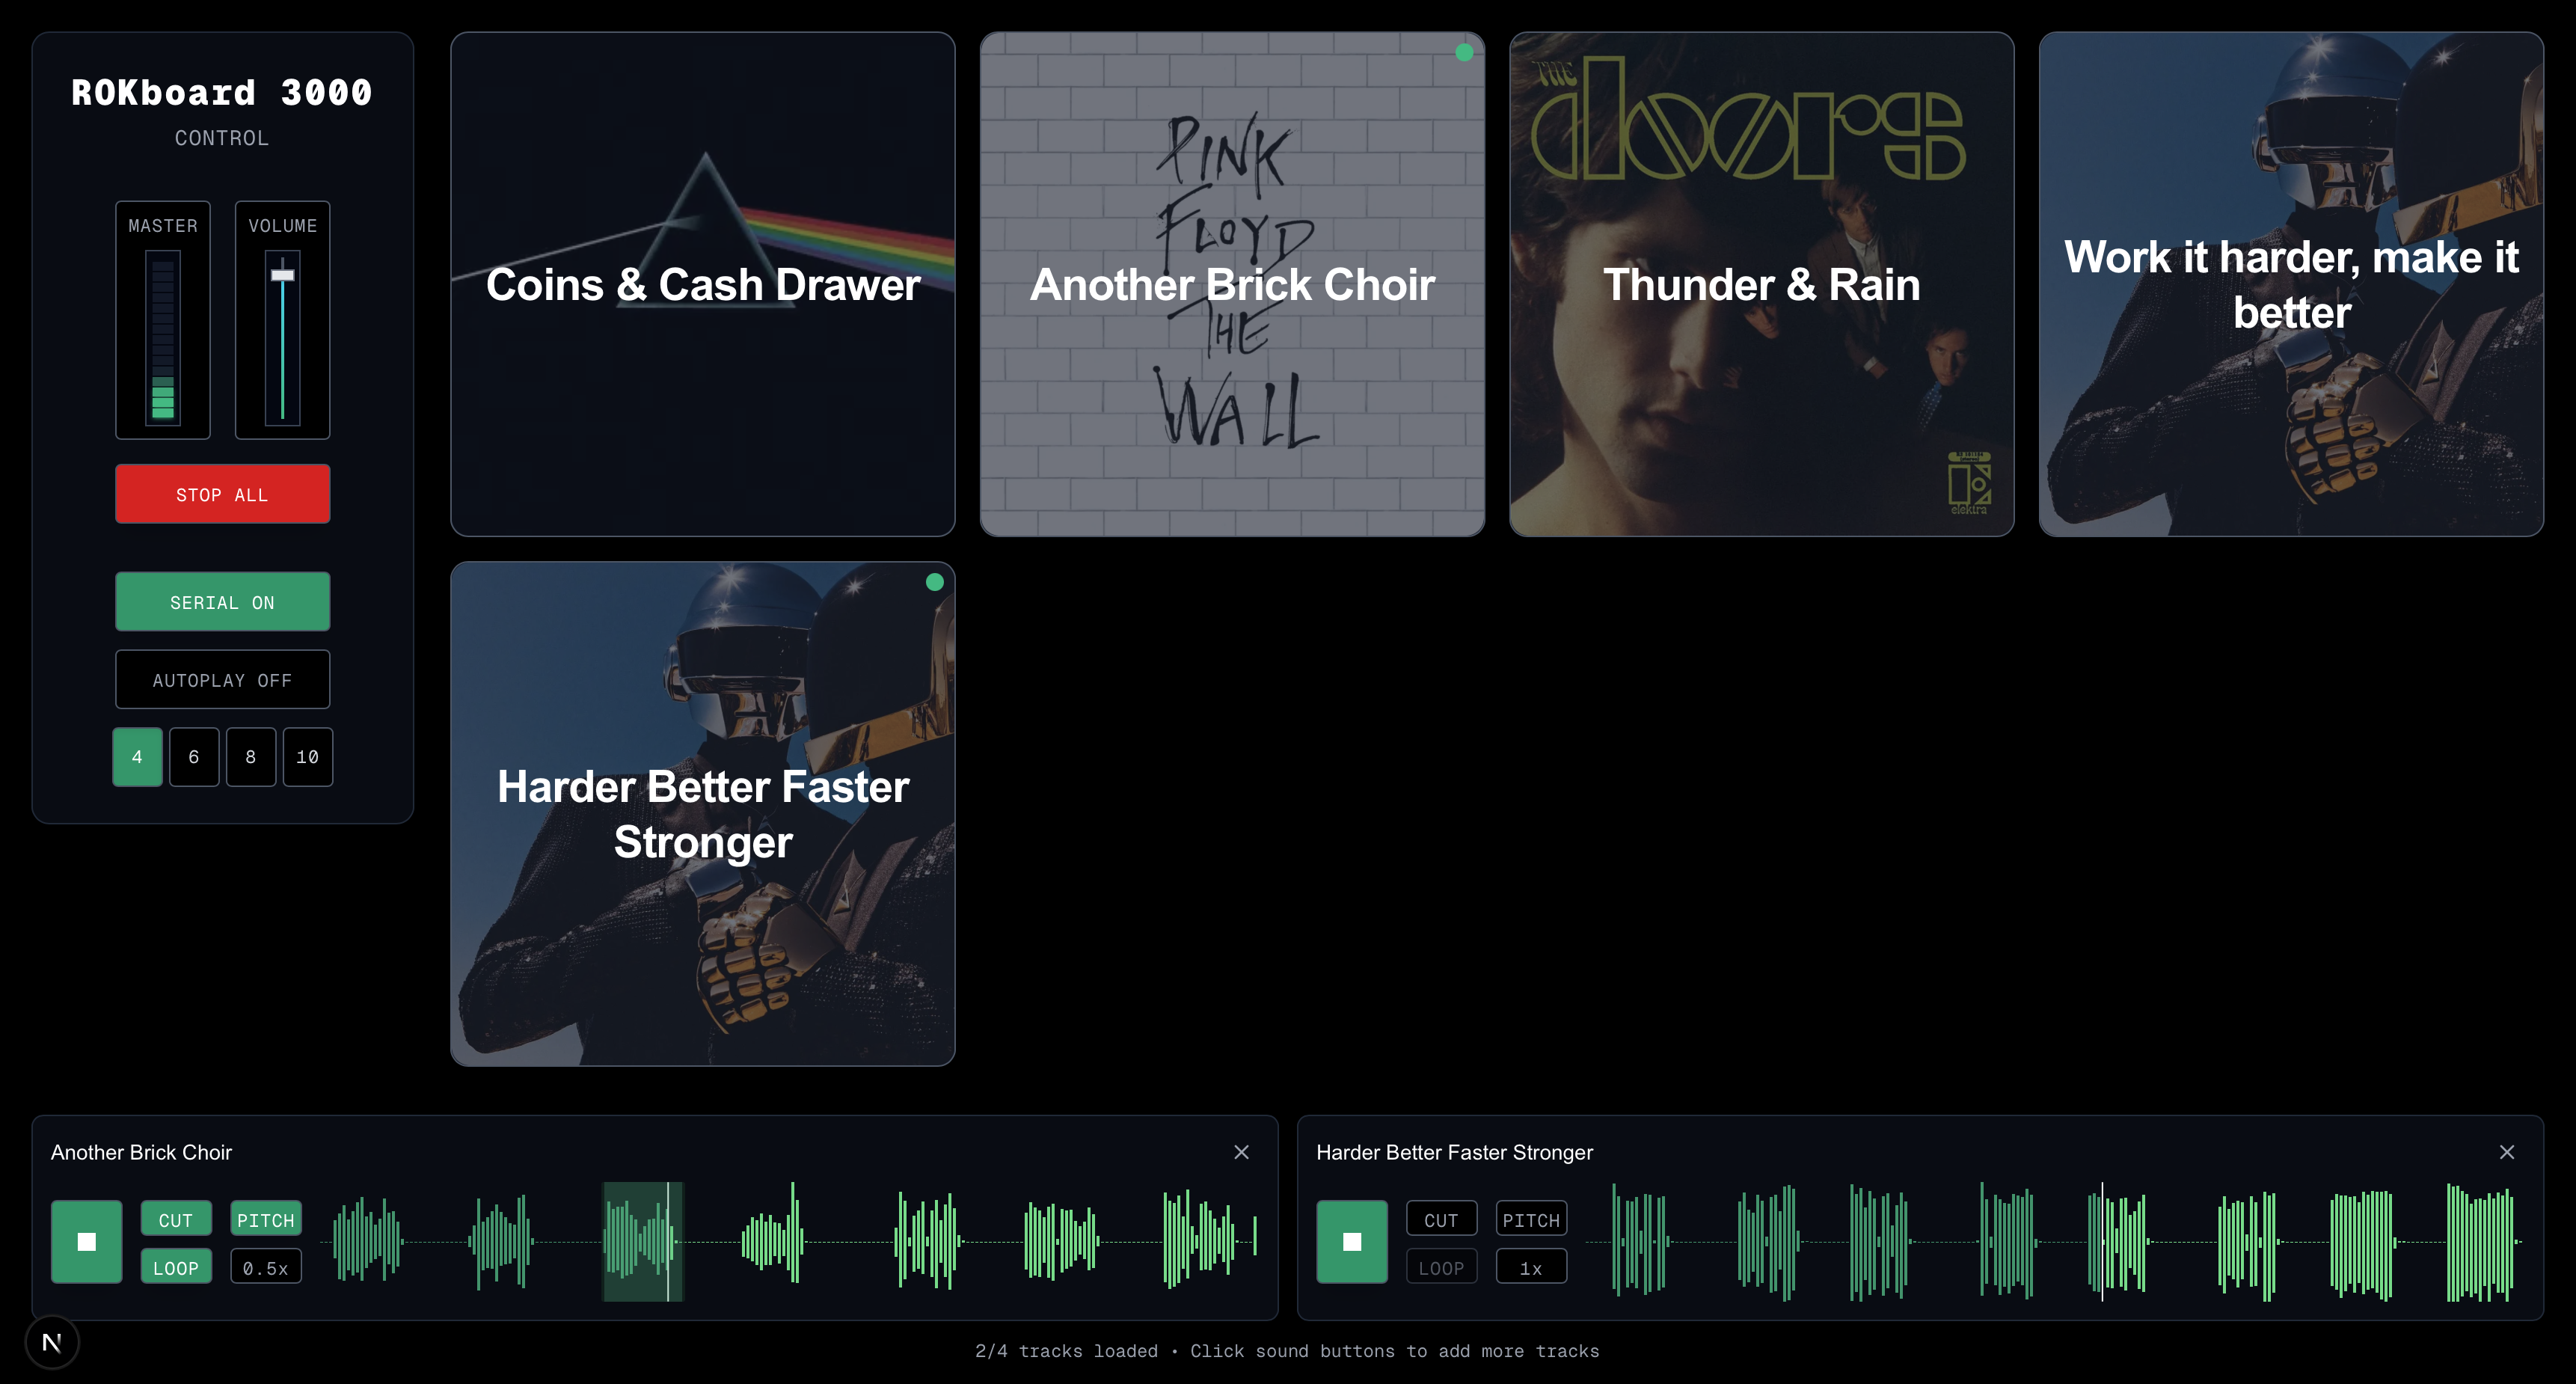 ROKboard 3000
CONTROL
MASTER
VOLUME
STOP ALL
SERIAL ON
AUTOPLAY OFF
4
6
8
10
Coins & Cash Drawer
PINK
FLOYD
THE
WALL
Another Brick Choir
THE
doors
Thunder & Rain
elektra
Work it harder, make it
better
Harder Better Faster
Stronger
Another Brick Choir
CUT
PITCH
LOOP
0.5x
Harder Better Faster Stronger
CUT
PITCH
LOOP
1x
N
2/4 tracks loaded • Click sound buttons to add more tracks